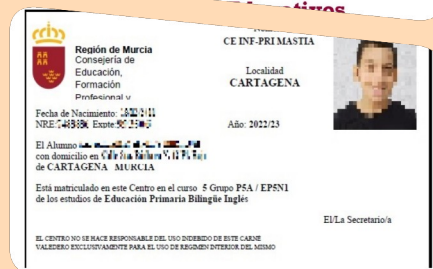 Región de Murcia
Consejería de
Educación,
Formación
Profesional y
CE INF-PRI MASTIA
Localidad
CARTAGENA
Fecha de Nacimiento:
NRE: Expte:
Año: 2022/23
El Alumno
con domicilio en
de CARTAGENA MURCIA
Está matriculado en este Centro en el curso 5 Grupo P5A / EP5N1
de los estudios de Educación Primaria Bilingüe Inglés
El/La Secretario/a
EL CENTRO NO SE HACE RESPONSABLE DEL USO INDEBIDO DE ESTE CARNÉ
VALEDERO EXCLUSIVAMENTE PARA EL USO DE REGIMEN INTERIOR DEL MISMO